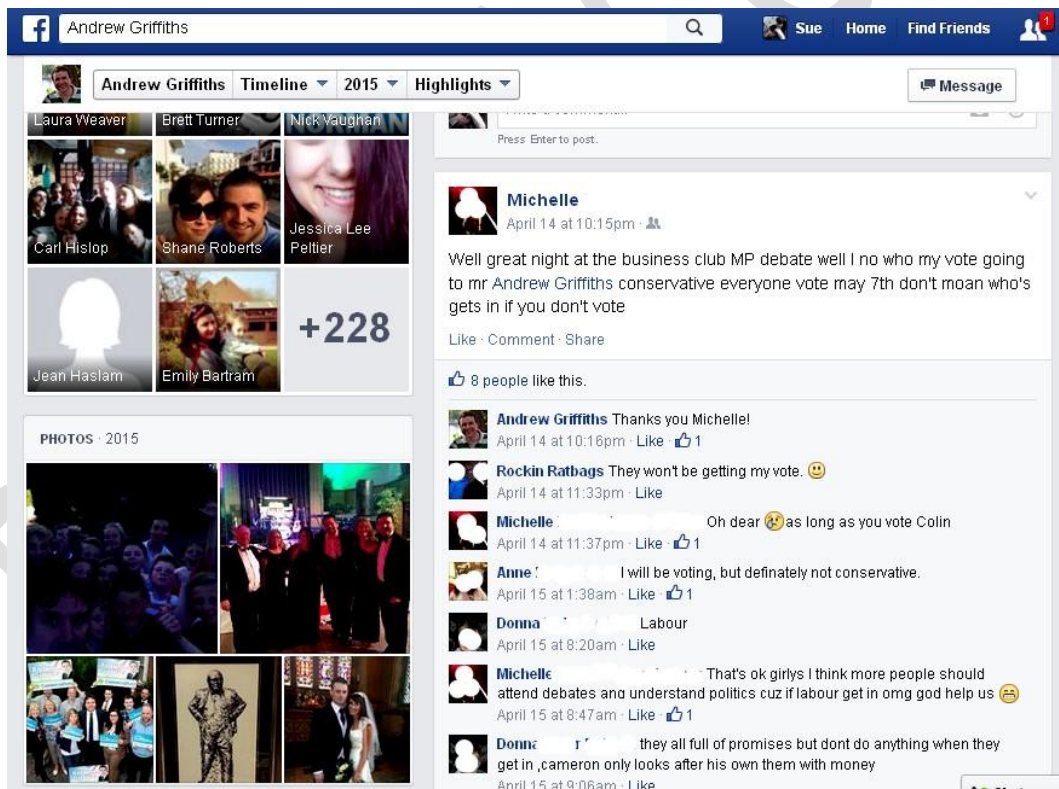 Andrew Griffiths
Sue Home Find Friends 1
Andrew Griffiths Timeline 2015 Highlights
Message
Laura Weaver Brett Turner Nick Vaughan
Press Enter to post.
Carl Hislop Shane Roberts Jessica Lee
Peltier
Jean Haslam Emily Bartram +228
PHOTOS · 2015
Michelle
April 14 at 10:15pm ·
Well great night at the business club MP debate well I no who my vote going
to mr Andrew Griffiths conservative everyone vote may 7th don't moan who's
gets in if you don't vote
Like · Comment · Share
8 people like this.
Andrew Griffiths Thanks you Michelle!
April 14 at 10:16pm · Like · 1
Rockin Ratbags They won't be getting my vote.
April 14 at 11:33pm · Like
Michelle Oh dear as long as you vote Colin
April 14 at 11:37pm · Like · 1
Anne I will be voting, but definately not conservative.
April 15 at 1:38am · Like · 1
Donna Labour
April 15 at 8:20am · Like
Michelle That's ok girlys I think more people should
attend debates and understand politics cuz if labour get in omg god help us
April 15 at 8:47am · Like · 1
Donna they all full of promises but dont do anything when they
get in ,cameron only looks after his own them with money
April 15 at 9:06am · Like